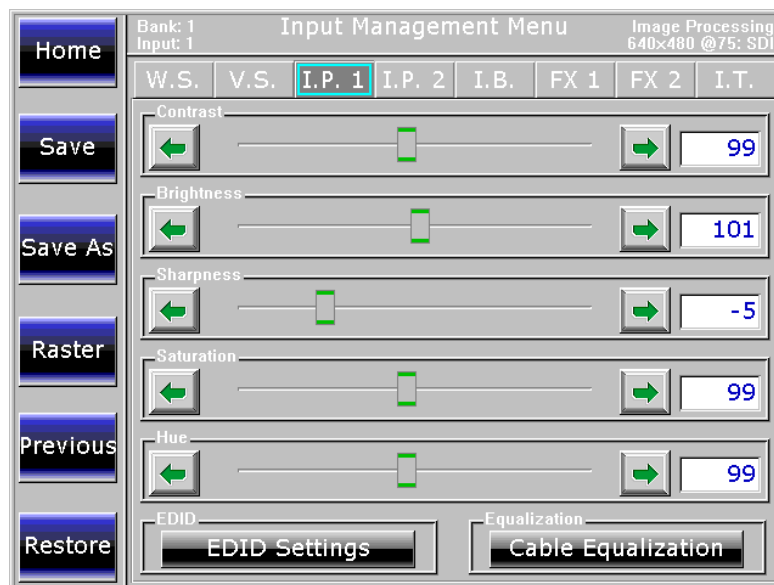 Home
Save
Save As
Raster
Previous
Restore
Bank: 1
Input: 1
Input Management Menu
Image Processing
640x480 @75: SDI
W.S. V.S. I.P. 1 I.P. 2 I.B. FX 1 FX 2 I.T.
Contrast
99
Brightness
101
Sharpness
-5
Saturation
99
Hue
99
EDID
EDID Settings
Equalization
Cable Equalization